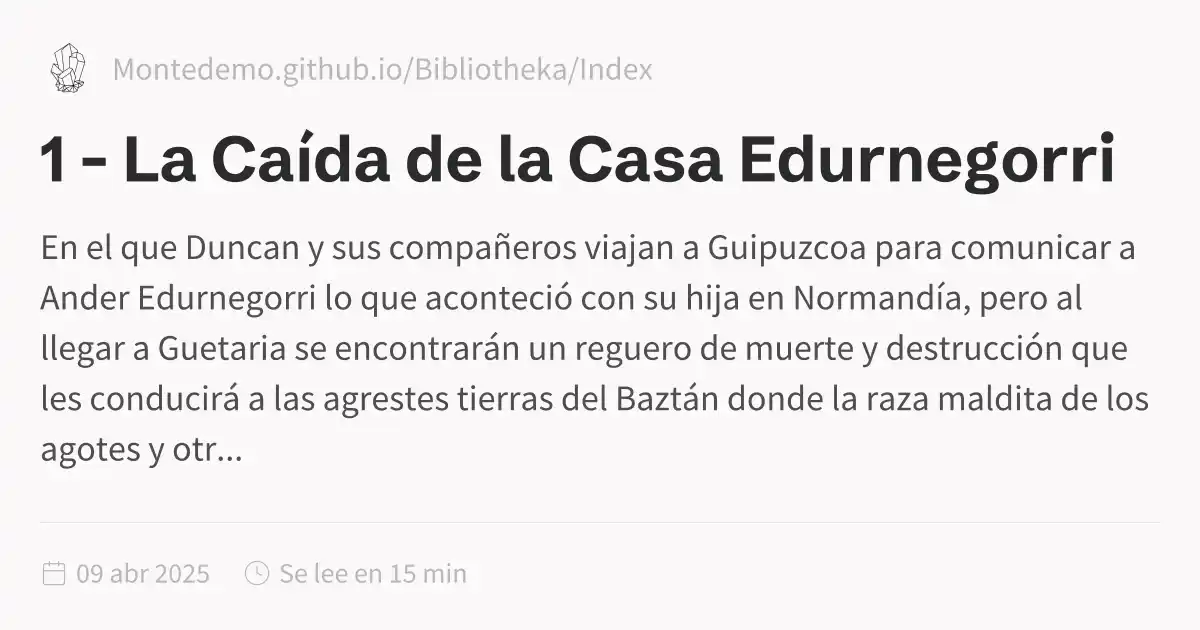 Montedemo.github.io/Bibliotheka/Index
1 - La Caída de la Casa Edurnegorri
En el que Duncan y sus compañeros viajan a Guipuzcoa para comunicar a
Ander Edurnegorri lo que aconteció con su hija en Normandía, pero al
llegar a Guetaria se encontrarán un reguero de muerte y destrucción que
les conducirá a las agrestes tierras del Baztán donde la raza maldita de los
agotes y otr...
09 abr 2025 Se lee en 15 min